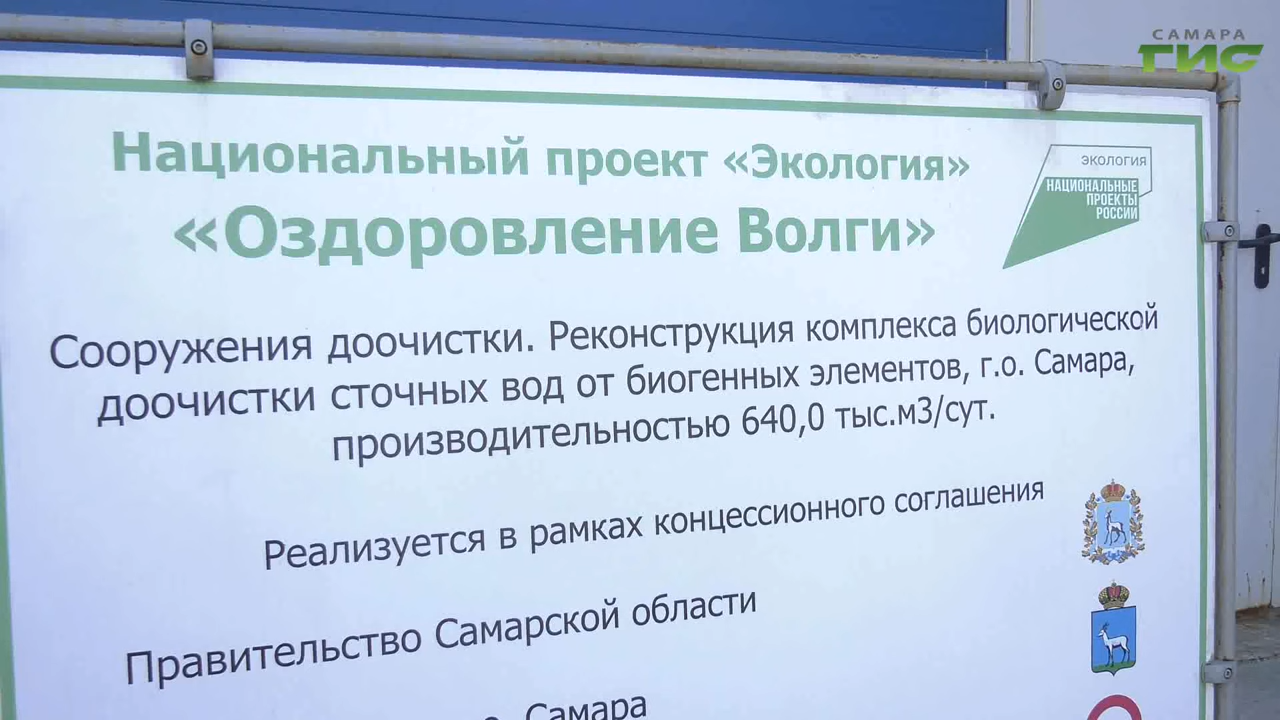 САМАРА
ГИС
Национальный проект «Экология»
«Оздоровление Волги»
ЭКОЛОГИЯ
НАЦИОНАЛЬНЫЕ
ПРОЕКТЫ
РОССИИ
Сооружения доочистки. Реконструкция комплекса биологической
доочистки сточных вод от биогенных элементов, г.о. Самара,
производительностью 640,0 тыс.м3/сут.
Реализуется в рамках концессионного соглашения
Правительство Самарской области
Самара